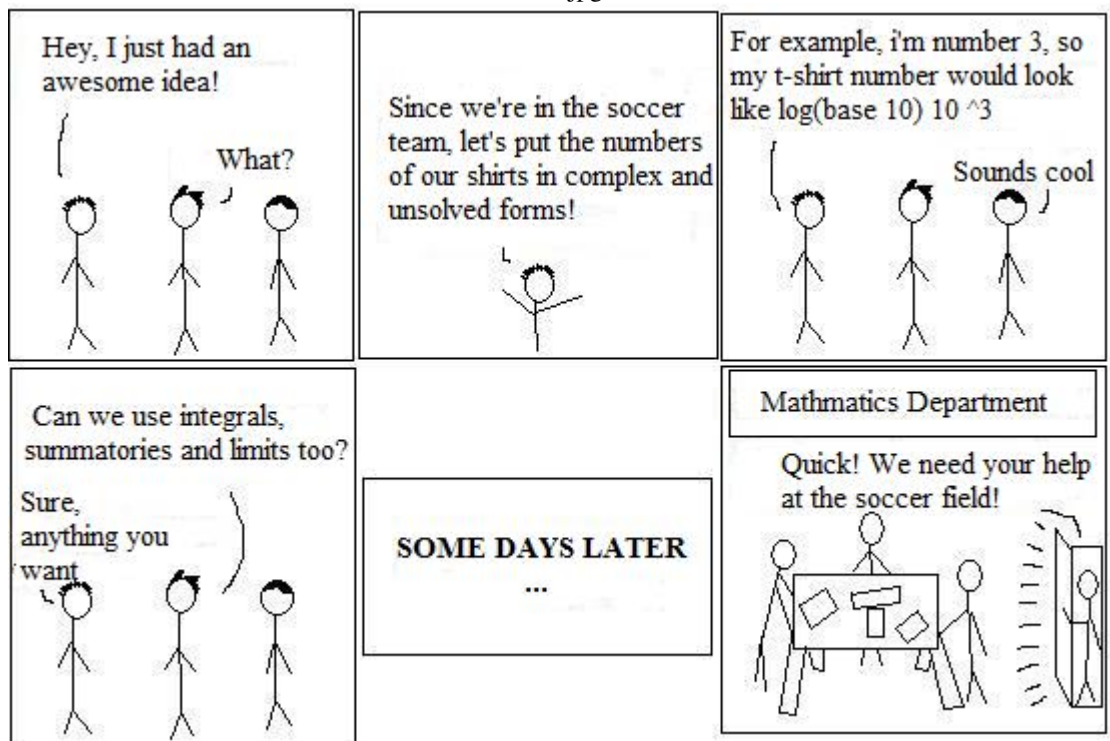 Hey, I just had an
awesome idea!
What?
Since we're in the soccer
team, let's put the numbers
of our shirts in complex and
unsolved forms!
For example, i'm number 3, so
my t-shirt number would look
like log(base 10) 10 ^3
Sounds cool
Can we use integrals,
summatories and limits too?
Sure,
anything you
want
SOME DAYS LATER
...
Mathmatics Department
Quick! We need your help
at the soccer field!